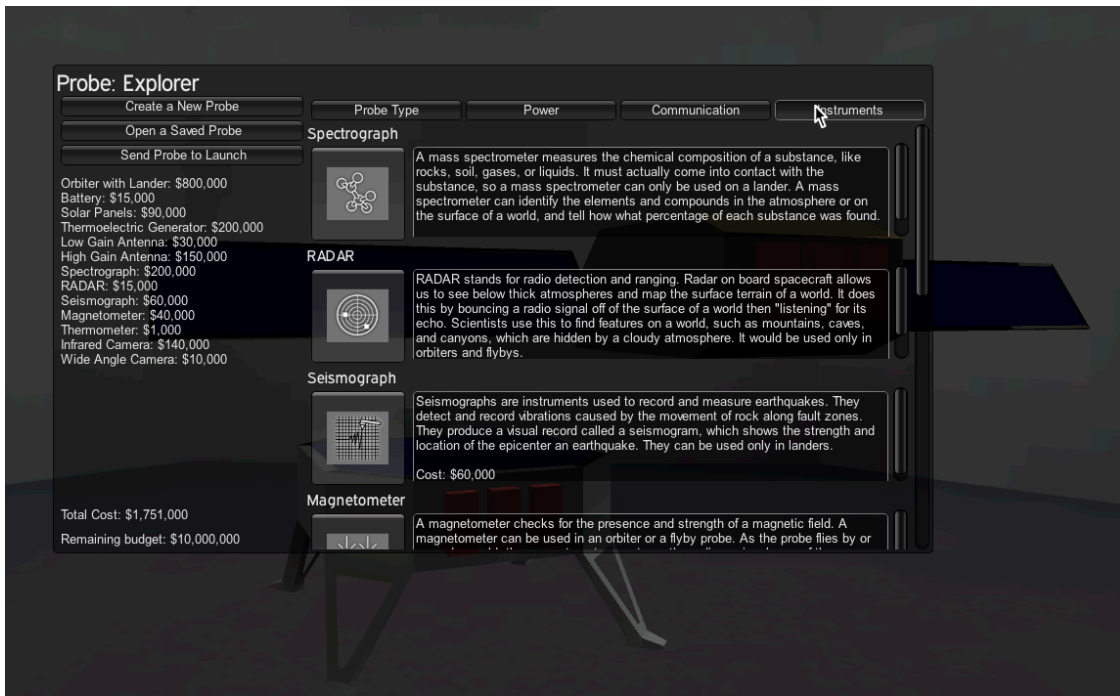 Probe: Explorer
Create a New Probe
Open a Saved Probe
Send Probe to Launch
Orbiter with Lander: $800,000
Battery: $15,000
Solar Panels: $90,000
Thermoelectric Generator: $200,000
Low Gain Antenna: $30,000
High Gain Antenna: $150,000
Spectrograph: $200,000
RADAR: $15,000
Seismograph: $60,000
Magnetometer: $40,000
Thermometer: $1,000
Infrared Camera: $140,000
Wide Angle Camera: $10,000
Total Cost: $1,751,000
Remaining budget: $10,000,000
Probe Type
Power
Communication
Instruments
Spectrograph
A mass spectrometer measures the chemical composition of a substance, like
rocks, soil, gases, or liquids. It must actually come into contact with the
substance, so a mass spectrometer can only be used on a lander. A mass
spectrometer can identify the elements and compounds in the atmosphere or on
the surface of a world, and tell how what percentage of each substance was found.
RADAR
RADAR stands for radio detection and ranging. Radar on board spacecraft allows
us to see below thick atmospheres and map the surface terrain of a world. It does
this by bouncing a radio signal off of the surface of a world then "listening" for its
echo. Scientists use this to find features on a world, such as mountains, caves,
and canyons, which are hidden by a cloudy atmosphere. It would be used only in
orbiters and flybys.
Seismograph
Seismographs are instruments used to record and measure earthquakes. They
detect and record vibrations caused by the movement of rock along fault zones.
They produce a visual record called a seismogram, which shows the strength and
location of the epicenter an earthquake. They can be used only in landers.
Cost: $60,000
Magnetometer
A magnetometer checks for the presence and strength of a magnetic field. A
magnetometer can be used in an orbiter or a flyby probe. As the probe flies by or